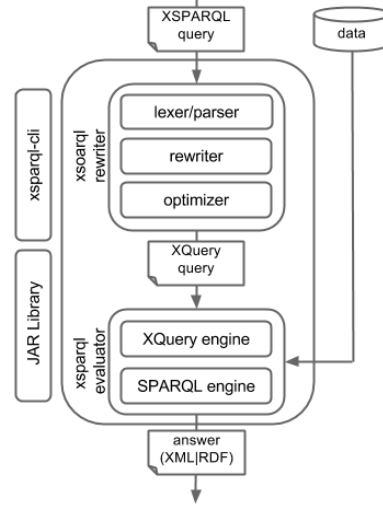 XSPARQL
query
data
xsparql-cli
JAR Library
xsoarql
rewriter
lexer/parser
rewriter
optimizer
XQuery
query
xsparql
evaluator
XQuery engine
SPARQL engine
answer
(XML|RDF)